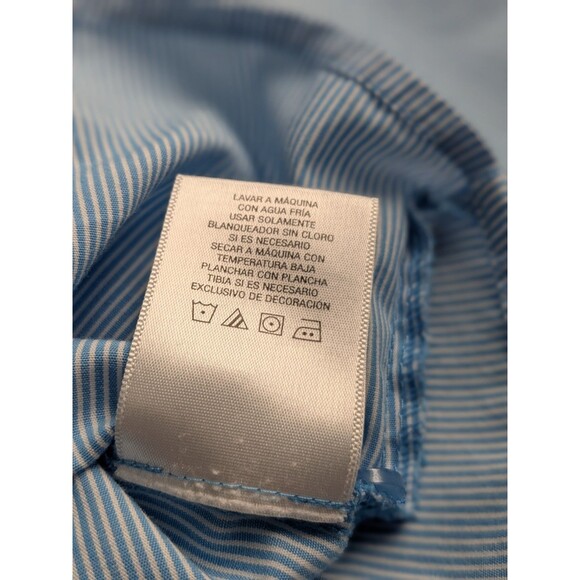 LAVAR A MÁQUINA
CON AGUA FRÍA
USAR SOLAMENTE
BLANQUEADOR SIN CLORO
SI ES NECESARIO
SECAR A MÁQUINA CON
TEMPERATURA BAJA
PLANCHAR CON PLANCHA
TIBIA SI ES NECESARIO
EXCLUSIVO DE DECORACIÓN